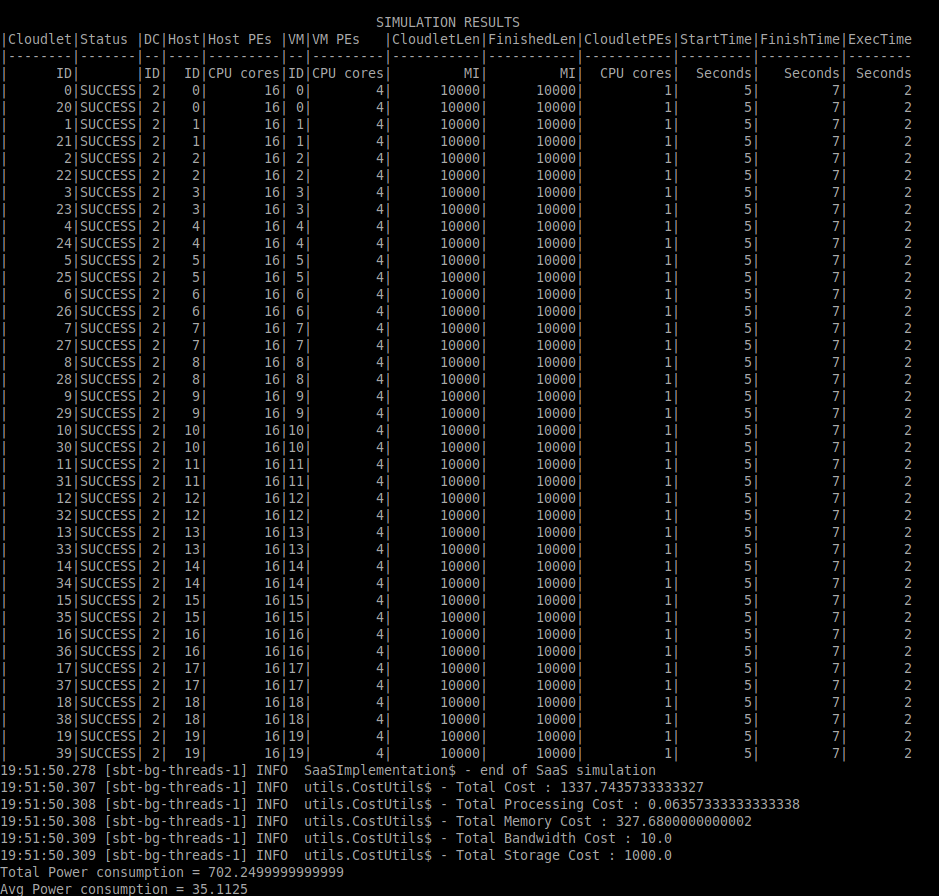 SIMULATION RESULTS
|Cloudlet|Status |DC|Host|Host PEs |VM|VM PEs   |CloudletLen|FinishedLen|CloudletPEs|StartTime|FinishTime|ExecTime
|--------|-------|--|----|---------|--|---------|-----------|-----------|-----------|---------|----------|--------
|      ID|       |ID|  ID|CPU cores|ID|CPU cores|         MI|         MI|  CPU cores|  Seconds|   Seconds| Seconds
|       0|SUCCESS| 2|   0|       16| 0|        4|      10000|      10000|          1|        5|         7|       2
|      20|SUCCESS| 2|   0|       16| 0|        4|      10000|      10000|          1|        5|         7|       2
|       1|SUCCESS| 2|   1|       16| 1|        4|      10000|      10000|          1|        5|         7|       2
|      21|SUCCESS| 2|   1|       16| 1|        4|      10000|      10000|          1|        5|         7|       2
|       2|SUCCESS| 2|   2|       16| 2|        4|      10000|      10000|          1|        5|         7|       2
|      22|SUCCESS| 2|   2|       16| 2|        4|      10000|      10000|          1|        5|         7|       2
|       3|SUCCESS| 2|   3|       16| 3|        4|      10000|      10000|          1|        5|         7|       2
|      23|SUCCESS| 2|   3|       16| 3|        4|      10000|      10000|          1|        5|         7|       2
|       4|SUCCESS| 2|   4|       16| 4|        4|      10000|      10000|          1|        5|         7|       2
|      24|SUCCESS| 2|   4|       16| 4|        4|      10000|      10000|          1|        5|         7|       2
|       5|SUCCESS| 2|   5|       16| 5|        4|      10000|      10000|          1|        5|         7|       2
|      25|SUCCESS| 2|   5|       16| 5|        4|      10000|      10000|          1|        5|         7|       2
|       6|SUCCESS| 2|   6|       16| 6|        4|      10000|      10000|          1|        5|         7|       2
|      26|SUCCESS| 2|   6|       16| 6|        4|      10000|      10000|          1|        5|         7|       2
|       7|SUCCESS| 2|   7|       16| 7|        4|      10000|      10000|          1|        5|         7|       2
|      27|SUCCESS| 2|   7|       16| 7|        4|      10000|      10000|          1|        5|         7|       2
|       8|SUCCESS| 2|   8|       16| 8|        4|      10000|      10000|          1|        5|         7|       2
|      28|SUCCESS| 2|   8|       16| 8|        4|      10000|      10000|          1|        5|         7|       2
|       9|SUCCESS| 2|   9|       16| 9|        4|      10000|      10000|          1|        5|         7|       2
|      29|SUCCESS| 2|   9|       16| 9|        4|      10000|      10000|          1|        5|         7|       2
|      10|SUCCESS| 2|  10|       16|10|        4|      10000|      10000|          1|        5|         7|       2
|      30|SUCCESS| 2|  10|       16|10|        4|      10000|      10000|          1|        5|         7|       2
|      11|SUCCESS| 2|  11|       16|11|        4|      10000|      10000|          1|        5|         7|       2
|      31|SUCCESS| 2|  11|       16|11|        4|      10000|      10000|          1|        5|         7|       2
|      12|SUCCESS| 2|  12|       16|12|        4|      10000|      10000|          1|        5|         7|       2
|      32|SUCCESS| 2|  12|       16|12|        4|      10000|      10000|          1|        5|         7|       2
|      13|SUCCESS| 2|  13|       16|13|        4|      10000|      10000|          1|        5|         7|       2
|      33|SUCCESS| 2|  13|       16|13|        4|      10000|      10000|          1|        5|         7|       2
|      14|SUCCESS| 2|  14|       16|14|        4|      10000|      10000|          1|        5|         7|       2
|      34|SUCCESS| 2|  14|       16|14|        4|      10000|      10000|          1|        5|         7|       2
|      15|SUCCESS| 2|  15|       16|15|        4|      10000|      10000|          1|        5|         7|       2
|      35|SUCCESS| 2|  15|       16|15|        4|      10000|      10000|          1|        5|         7|       2
|      16|SUCCESS| 2|  16|       16|16|        4|      10000|      10000|          1|        5|         7|       2
|      36|SUCCESS| 2|  16|       16|16|        4|      10000|      10000|          1|        5|         7|       2
|      17|SUCCESS| 2|  17|       16|17|        4|      10000|      10000|          1|        5|         7|       2
|      37|SUCCESS| 2|  17|       16|17|        4|      10000|      10000|          1|        5|         7|       2
|      18|SUCCESS| 2|  18|       16|18|        4|      10000|      10000|          1|        5|         7|       2
|      38|SUCCESS| 2|  18|       16|18|        4|      10000|      10000|          1|        5|         7|       2
|      19|SUCCESS| 2|  19|       16|19|        4|      10000|      10000|          1|        5|         7|       2
|      39|SUCCESS| 2|  19|       16|19|        4|      10000|      10000|          1|        5|         7|       2
19:51:50.278 [sbt-bg-threads-1] INFO  SaaSImplementation$ - end of SaaS simulation
19:51:50.307 [sbt-bg-threads-1] INFO  utils.CostUtils$ - Total Cost : 1337.7435733333327
19:51:50.308 [sbt-bg-threads-1] INFO  utils.CostUtils$ - Total Processing Cost : 0.06357333333333338
19:51:50.308 [sbt-bg-threads-1] INFO  utils.CostUtils$ - Total Memory Cost : 327.6800000000002
19:51:50.309 [sbt-bg-threads-1] INFO  utils.CostUtils$ - Total Bandwidth Cost : 10.0
19:51:50.309 [sbt-bg-threads-1] INFO  utils.CostUtils$ - Total Storage Cost : 1000.0
Total Power consumption = 702.2499999999999
Avg Power consumption = 35.1125